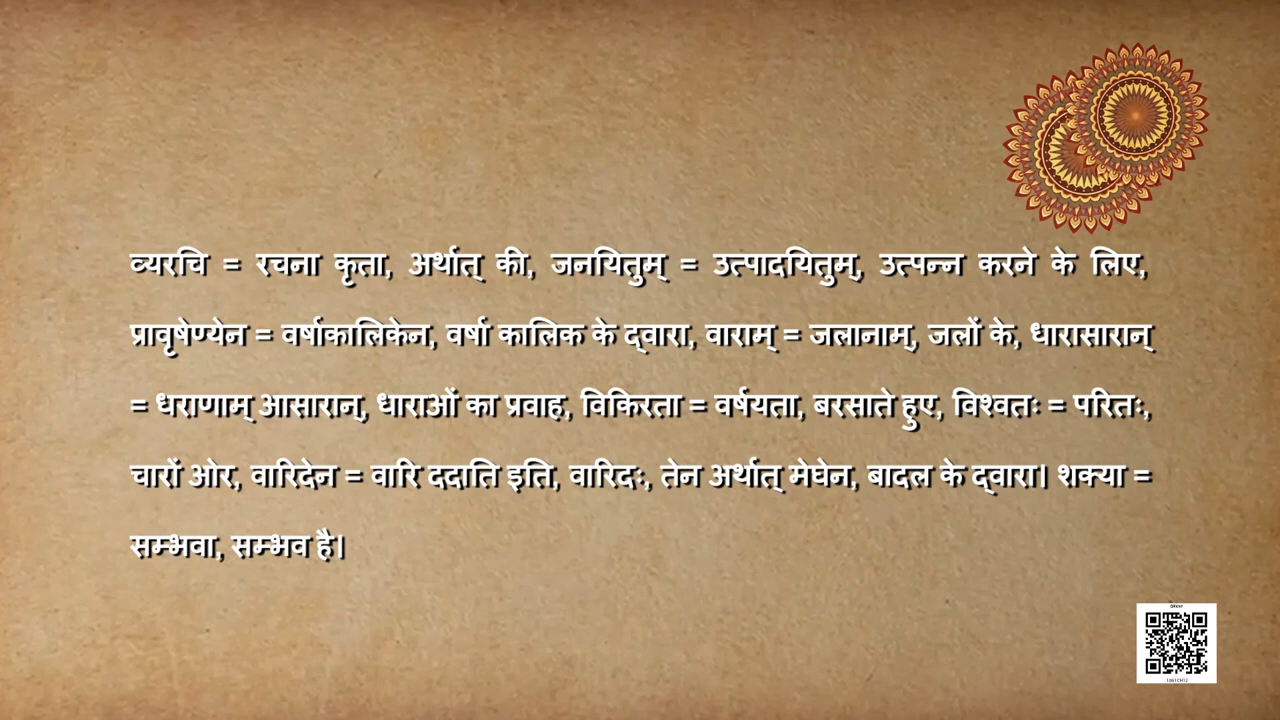 व्यरचि = रचना कृता, अर्थात् की, जनयितुम् = उत्पादयितुम्, उत्पन्न करने के लिए,
प्रावृषेण्येन = वर्षाकालिकेन, वर्षा कालिक के द्वारा, वाराम् = जलानाम्, जलों के, धारासारान्
= धराणाम् आसारान्, धाराओं का प्रवाह, विकिरता = वर्षयता, बरसाते हुए, विश्वतः = परितः,
चारों ओर, वारिदेन = वारि ददाति इति, वारिदः, तेन अर्थात् मेघेन, बादल के द्वारा। शक्या =
सम्भवा, सम्भव है।